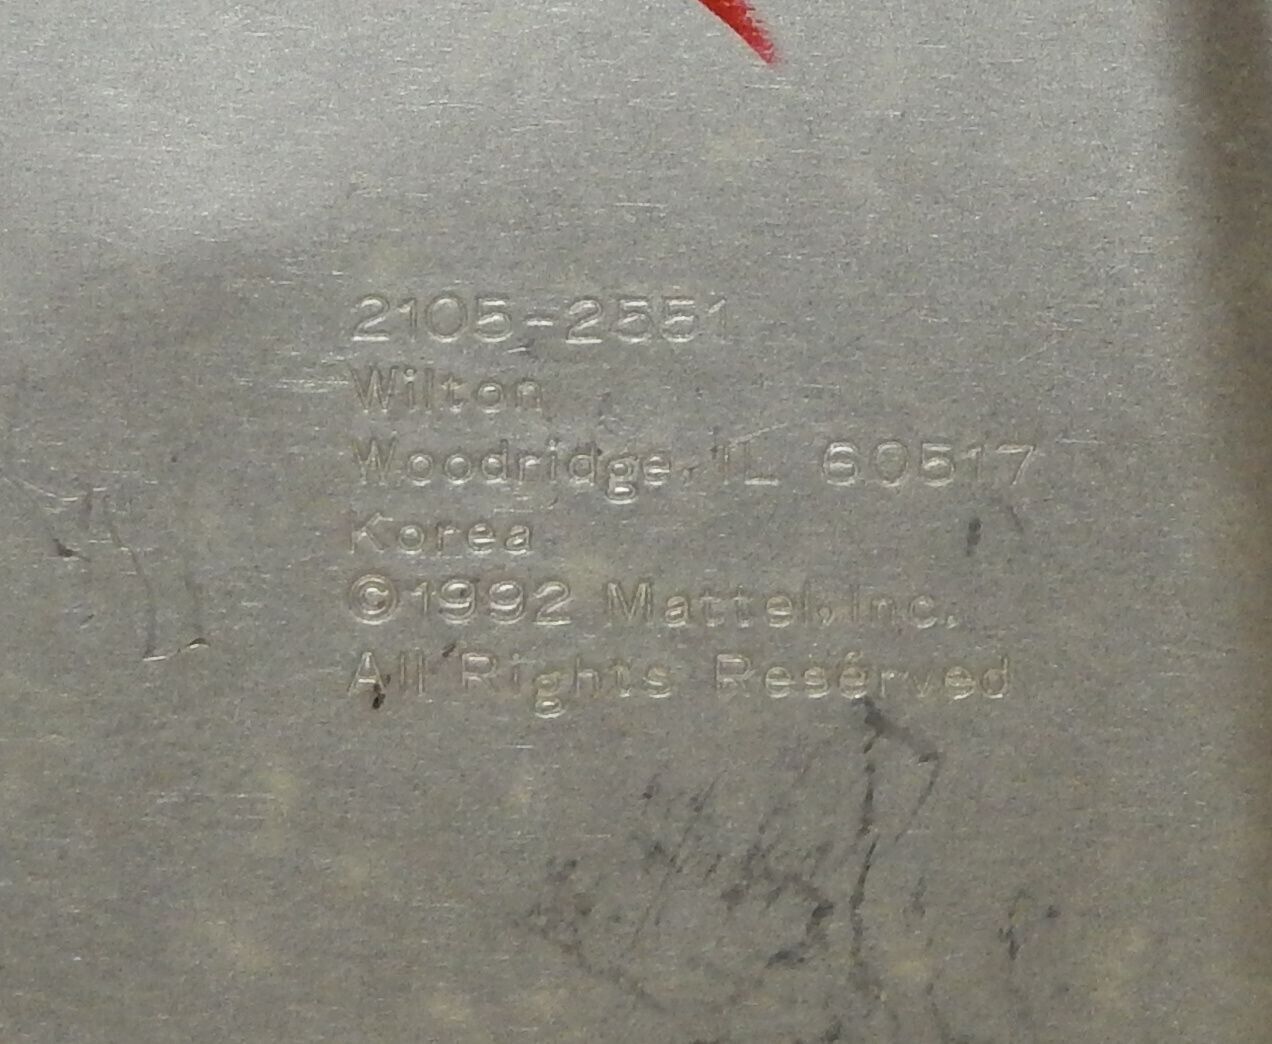 2105-2551
Wilton
Woodridge, IL 60517
Korea
©1992 Mattel, Inc.
All Rights Reserved